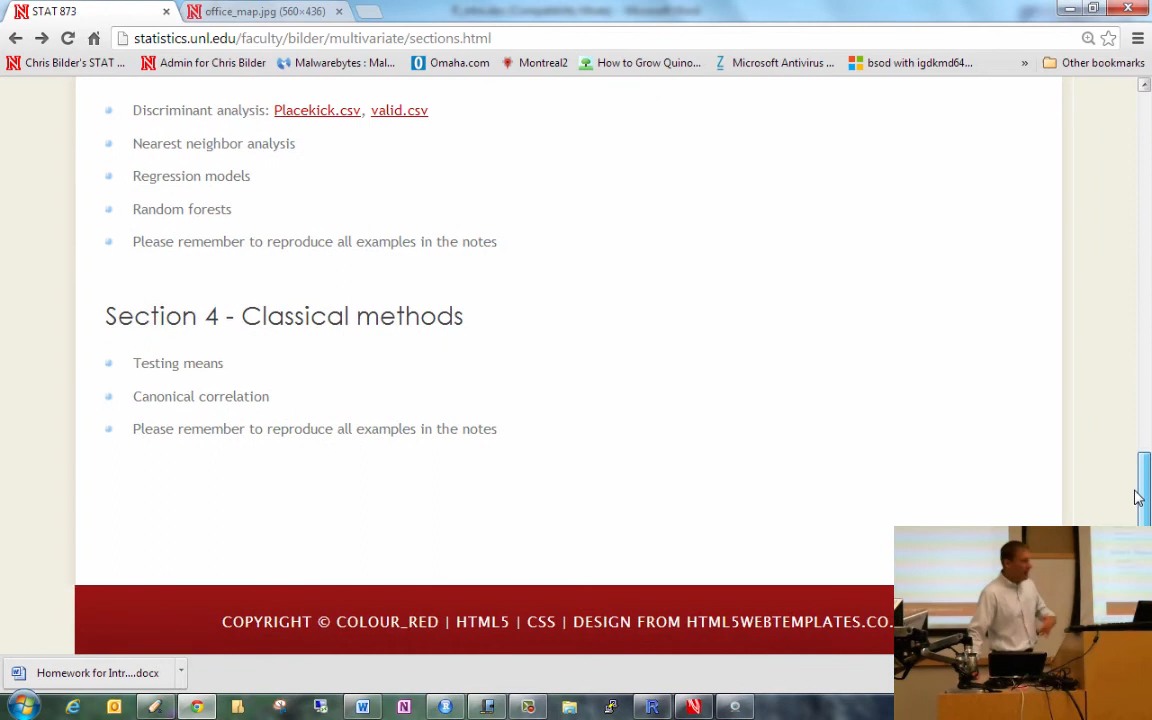 STAT 873
office_map.jpg (560×436)
statistics.unl.edu/faculty/bilder/multivariate/sections.html
Chris Bilder's STAT ...
Admin for Chris Bilder
Malwarebytes : Mal...
Omaha.com
Montreal2
How to Grow Quino...
Microsoft Antivirus ...
bsod with igdkmd64...
»
Other bookmarks
Discriminant analysis: Placekick.csv, valid.csv
Nearest neighbor analysis
Regression models
Random forests
Please remember to reproduce all examples in the notes
Section 4 - Classical methods
Testing means
Canonical correlation
Please remember to reproduce all examples in the notes
COPYRIGHT © COLOUR_RED | HTML5 | CSS | DESIGN FROM HTML5WEBTEMPLATES.CO.
Homework for Intr....docx